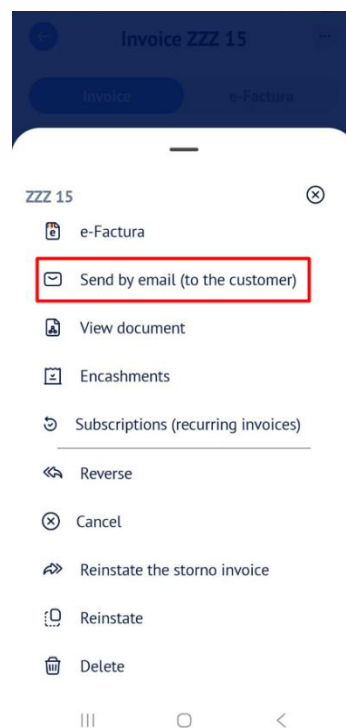 Invoice ZZZ 15
Invoice
e-Factura
ZZZ 15
e-Factura
Send by email (to the customer)
View document
Encashments
Subscriptions (recurring invoices)
Reverse
Cancel
Reinstate the storno invoice
Reinstate
Delete